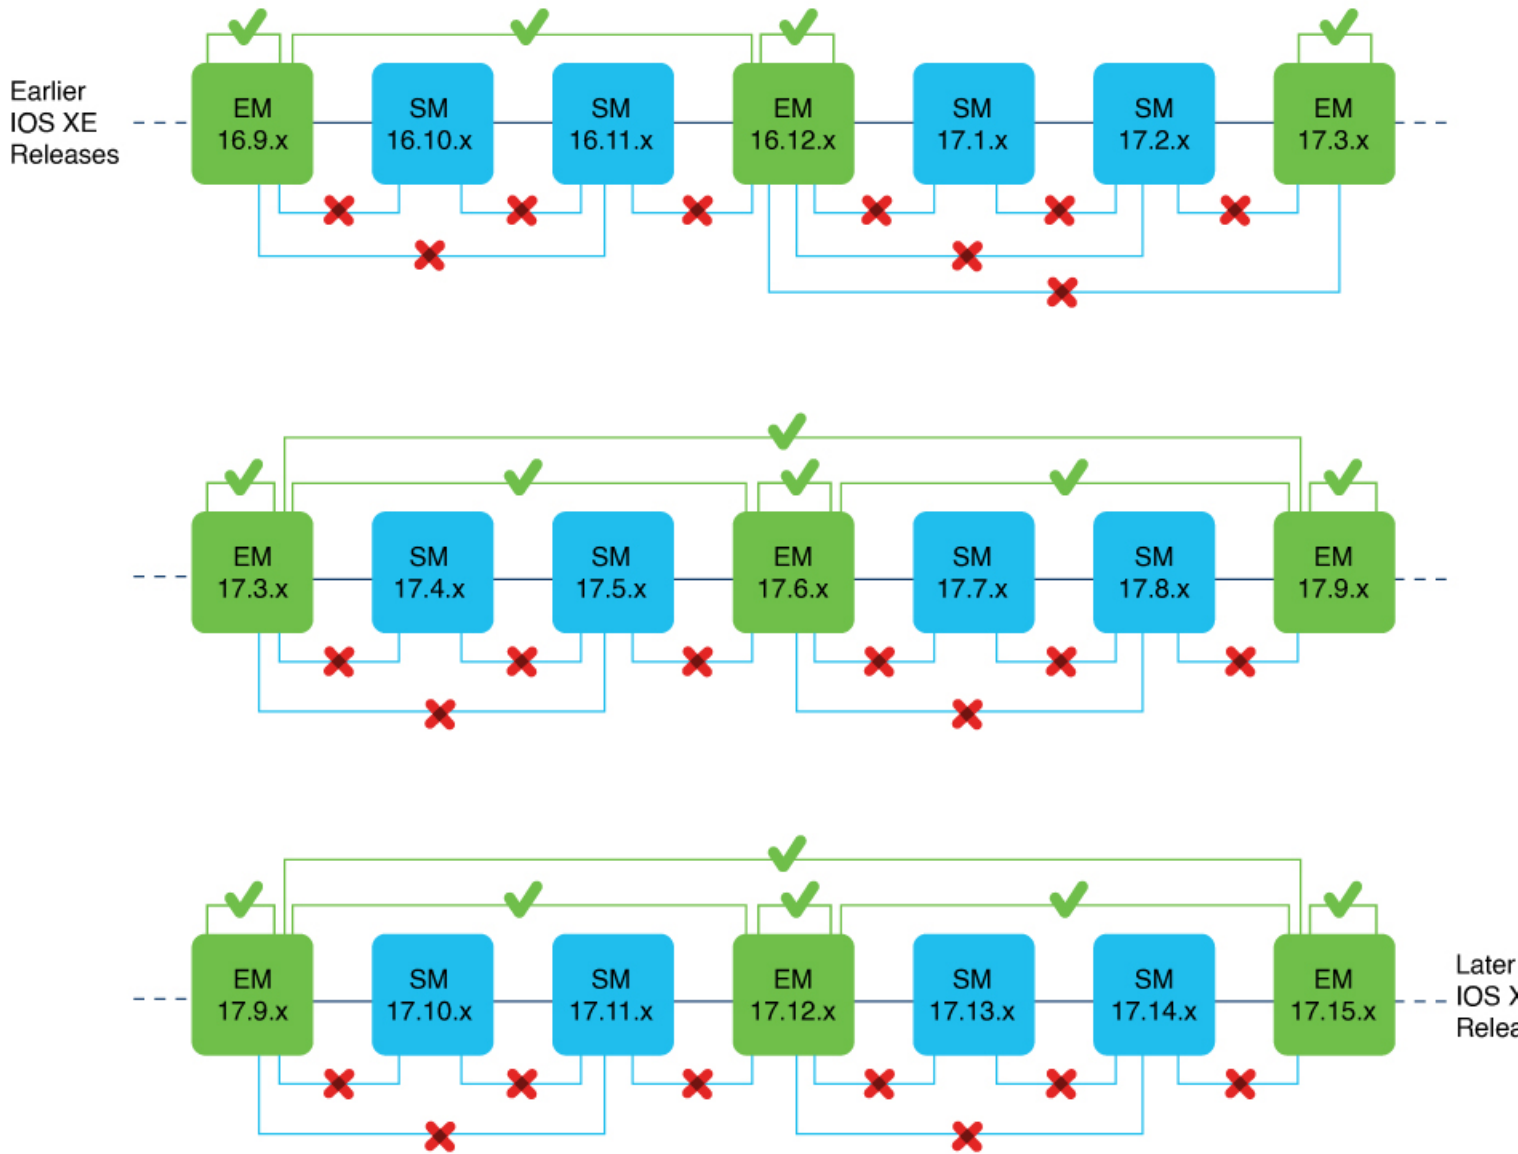 Earlier
IOS XE
Releases
EM
16.9.x
SM
16.10.x
SM
16.11.x
EM
16.12.x
SM
17.1.x
SM
17.2.x
EM
17.3.x
EM
17.3.x
SM
17.4.x
SM
17.5.x
EM
17.6.x
SM
17.7.x
SM
17.8.x
EM
17.9.x
EM
17.9.x
SM
17.10.x
SM
17.11.x
EM
17.12.x
SM
17.13.x
SM
17.14.x
EM
17.15.x
Later
IOS X
Relea